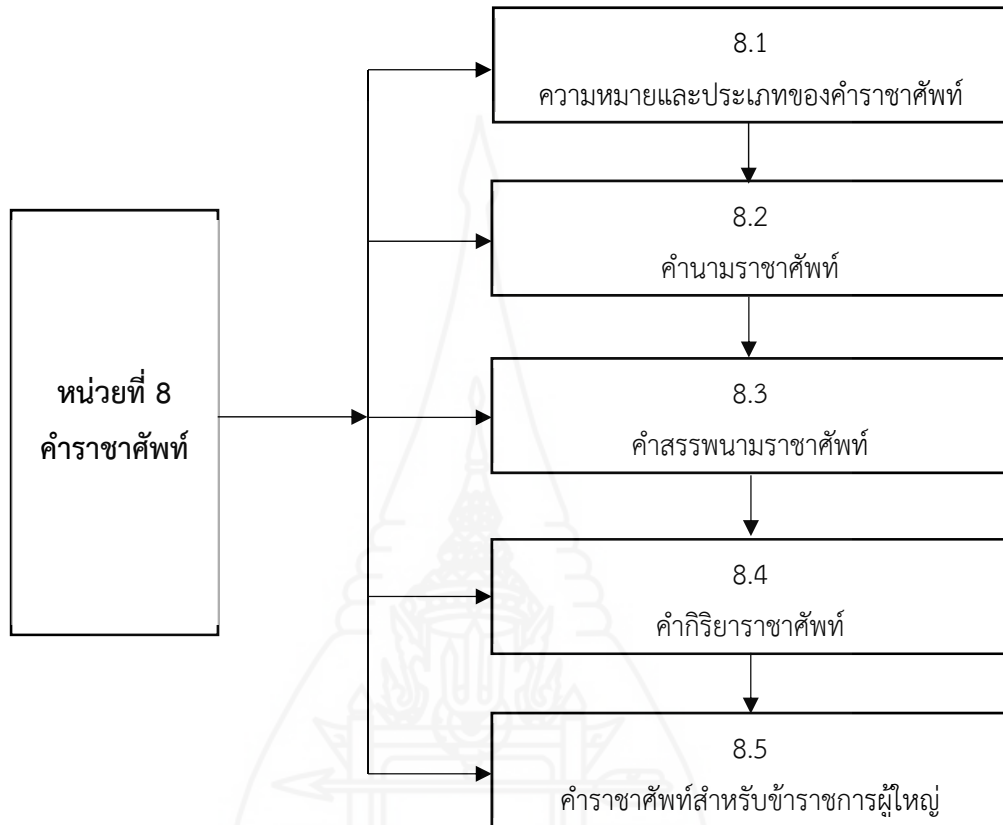 8.1
ความหมายและประเภทของคำราชาศัพท์
8.2
คำนามราชาศัพท์
หน่วยที่ 8
คำราชาศัพท์
8.3
คำสรรพนามราชาศัพท์
8.4
คำกิริยาราชาศัพท์
8.5
คำราชาศัพท์สำหรับข้าราชการผู้ใหญ่